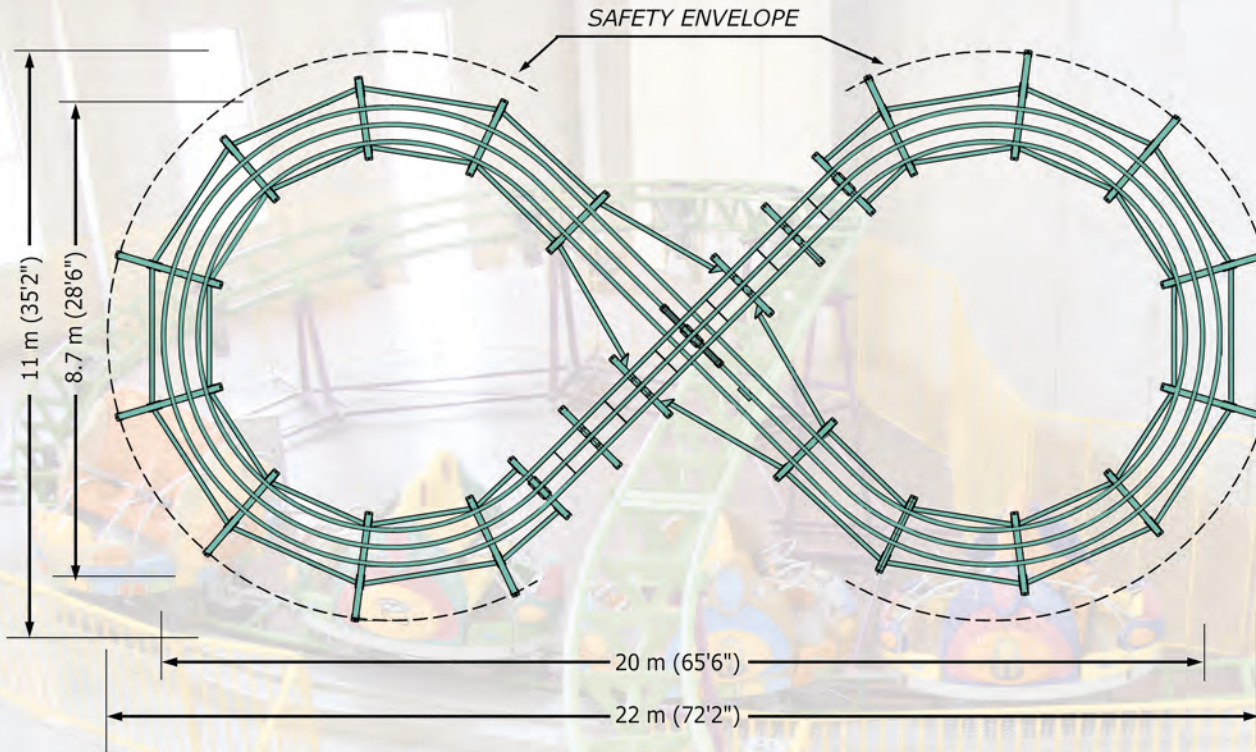 SAFETY ENVELOPE
11 m (35'2")
8.7 m (28'6")
20 m (65'6")
22 m (72'2")